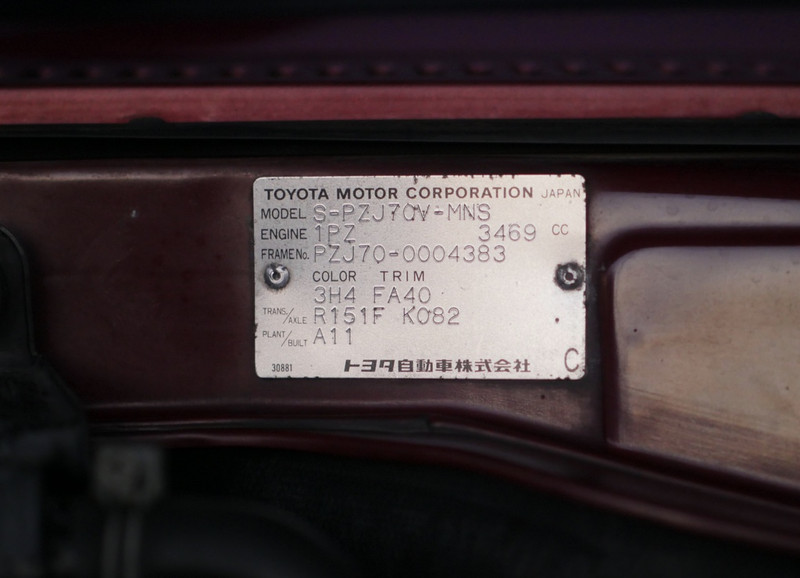 TOYOTA MOTOR CORPORATION JAPAN
MODEL S-PZJ70V-MNS
ENGINE 1PZ 3469 CC
FRAME No. PZJ70-0004383
COLOR TRIM
3H4 FA40
TRANS/AXLE R151F K082
PLANT/BUILT A11
30881 トヨタ自動車株式会社 C